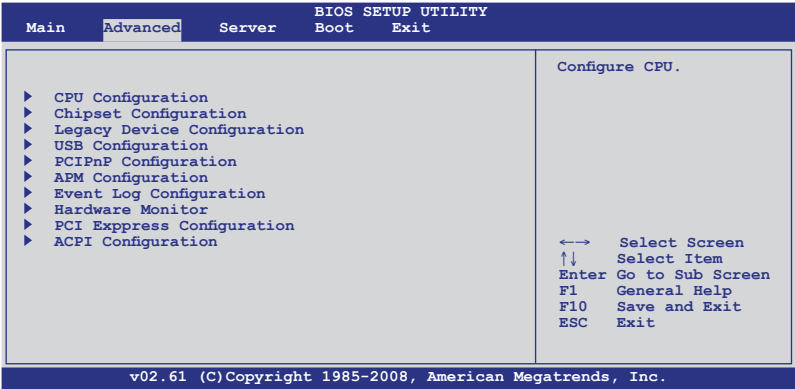 BIOS SETUP UTILITY
Main Advanced Server Boot Exit
Configure CPU.
CPU Configuration
Chipset Configuration
Legacy Device Configuration
USB Configuration
PCIPnP Configuration
APM Configuration
Event Log Configuration
Hardware Monitor
PCI Exppress Configuration
ACPI Configuration
←→ Select Screen
↑↓ Select Item
Enter Go to Sub Screen
F1 General Help
F10 Save and Exit
ESC Exit
v02.61 (C)Copyright 1985-2008, American Megatrends, Inc.